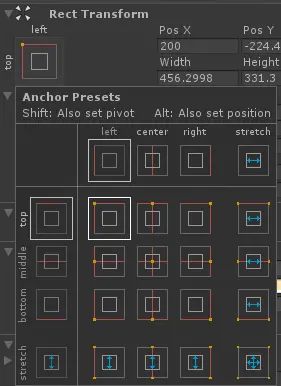 Rect Transform
left
Pos X Pos Y
200 -224.4
top
Width Height
456.2998 331.3
Anchor Presets
Shift: Also set pivot Alt: Also set position
left center right stretch
top
middle
bottom
stretch